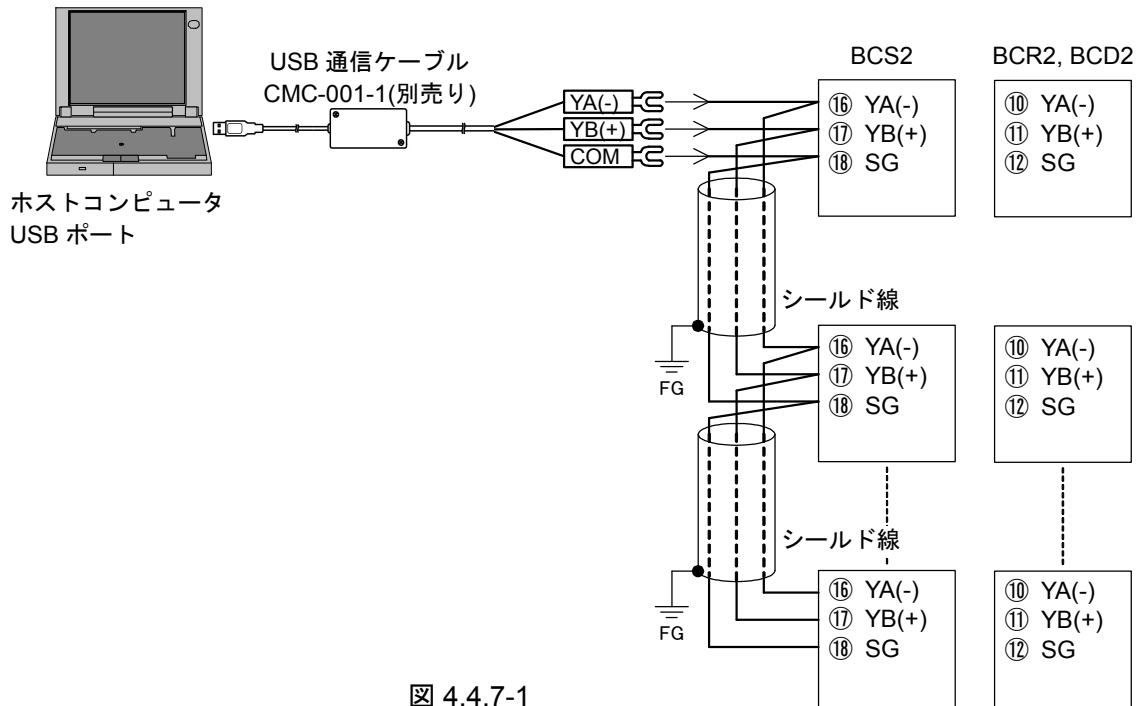 USB 通信ケーブル
CMC-001-1(別売り)
ホストコンピュータ
USB ポート
YA(-)
YB(+)
COM
BCS2
⑯ YA(-)
⑰ YB(+)
⑱ SG
BCR2, BCD2
⑩ YA(-)
⑪ YB(+)
⑫ SG
シールド線
FG
⑯ YA(-)
⑰ YB(+)
⑱ SG
⑩ YA(-)
⑪ YB(+)
⑫ SG
シールド線
FG
⑯ YA(-)
⑰ YB(+)
⑱ SG
⑩ YA(-)
⑪ YB(+)
⑫ SG
図 4.4.7-1